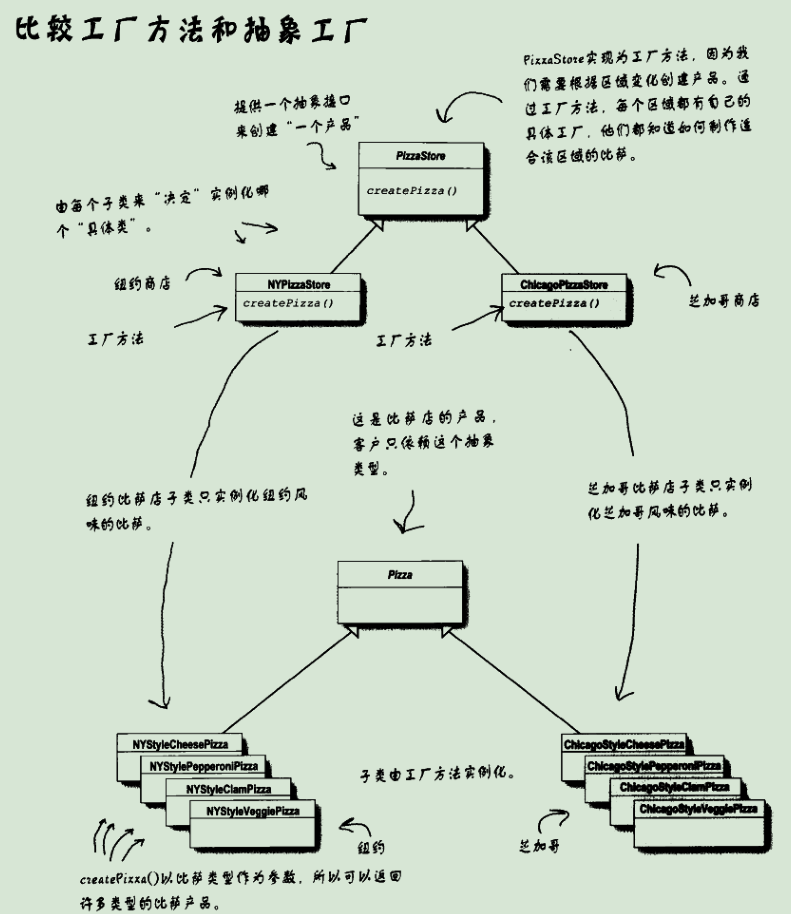 比较工厂方法和抽象工厂
PizzaStore实现为工厂方法，因为我
们需要根据区域变化创建产品。通
过工厂方法，每个区域都有自己的
具体工厂，他们都知道如何制作适
合该区域的比萨。
提供一个抽象接口
来创建“一个产品”
PizzaStore
createPizza()
由每个子类来“决定”实例化哪
个“具体类”。
纽约商店
NYPizzaStore
createPizza()
ChicagoPizzaStore
createPizza()
芝加哥商店
工厂方法
工厂方法
这是比萨店的产品，
客户只依赖这个抽象
类型。
纽约比萨店子类只实例化纽约风
味的比萨。
芝加哥比萨店子类只实例
化芝加哥风味的比萨。
Pizza
NYStyleCheesePizza
NYStylePepperoniPizza
NYStyleClamPizza
NYStyleVeggiePizza
子类由工厂方法实例化。
ChicagoStyleCheesePizza
ChicagoStylePepperoniPizza
ChicagoStyleClamPizza
ChicagoStyleVeggiePizza
纽约
芝加哥
createPizza()以比萨类型作为参数，所以可以返回
许多类型的比萨产品。